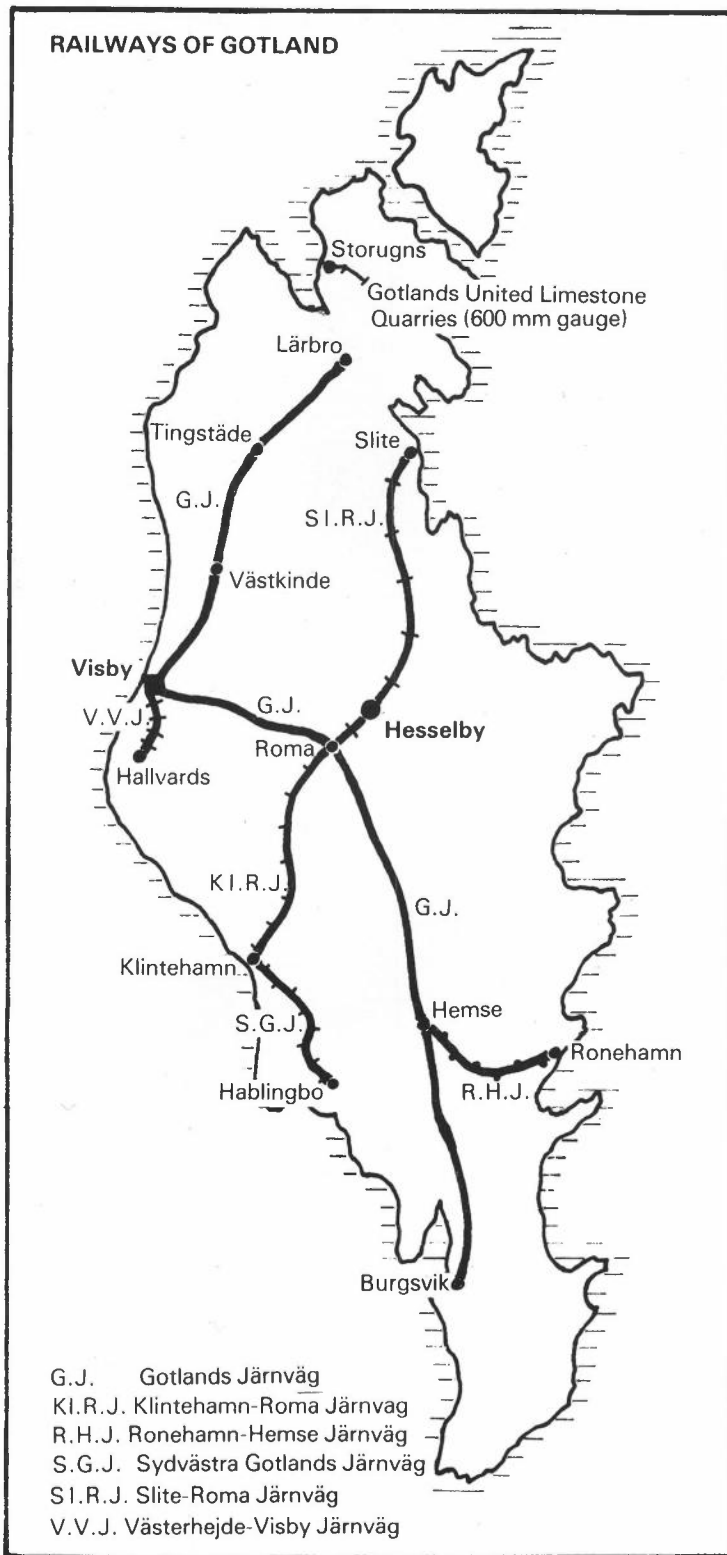 RAILWAYS OF GOTLAND
Storugns
Gotlands United Limestone
Quarries (600 mm gauge)
Lärbro
Tingstäde
Slite
G.J.
Sl.R.J.
Västkinde
Visby
G.J.
V.V.J.
Hesselby
Roma
Hallvards
Kl.R.J.
G.J.
Klintehamn
Hemse
S.G.J.
Ronehamn
Hablingbo
R.H.J.
Burgsvik
G.J. Gotlands Järnväg
Kl.R.J. Klintehamn-Roma Järnvag
R.H.J. Ronehamn-Hemse Järnväg
S.G.J. Sydvästra Gotlands Järnväg
Sl.R.J. Slite-Roma Järnväg
V.V.J. Västerhejde-Visby Järnväg